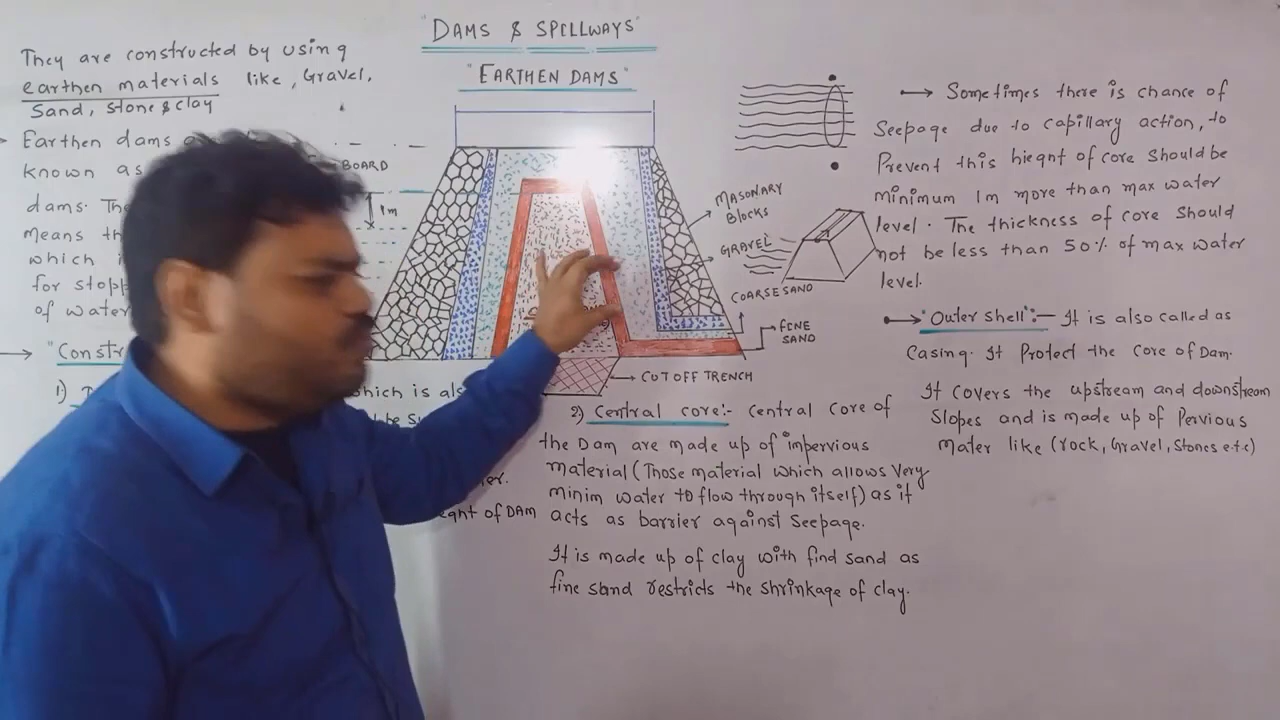 "DAMS & SPELLWAYS"
"EARTHEN DAMS"
They are constructed by using
earthen materials like, Gravel,
Sand, stone & clay
→ Earthen dams
known as
dams. The
means th
which i
for stopp
of water
→ "Constr
1)
which is al
be su
er.
ght of DAM
BOARD
1m
MASONARY
Blocks
GRAVEL
COARSE SAND
FINE
SAND
CUT OFF TRENCH
2) Central core:- Central core of
the Dam are made up of impervious
material (Those material which allows very
minim water to flow through itself) as it
acts as barrier against Seepage.
It is made up of clay with find sand as
fine sand restricts the shrinkage of clay.
→ Sometimes there is chance of
Seepage due to capillary action, to
Prevent this hieght of core should be
minimum 1m more than max water
level. The thickness of core should
not be less than 50% of max water
level.
→ "Outer shell":- It is also called as
Casing. It Protect the core of Dam.
It covers the upstream and downstream
Slopes and is made up of Pervious
Mater like (rock, Gravel, Stones e.t.c)